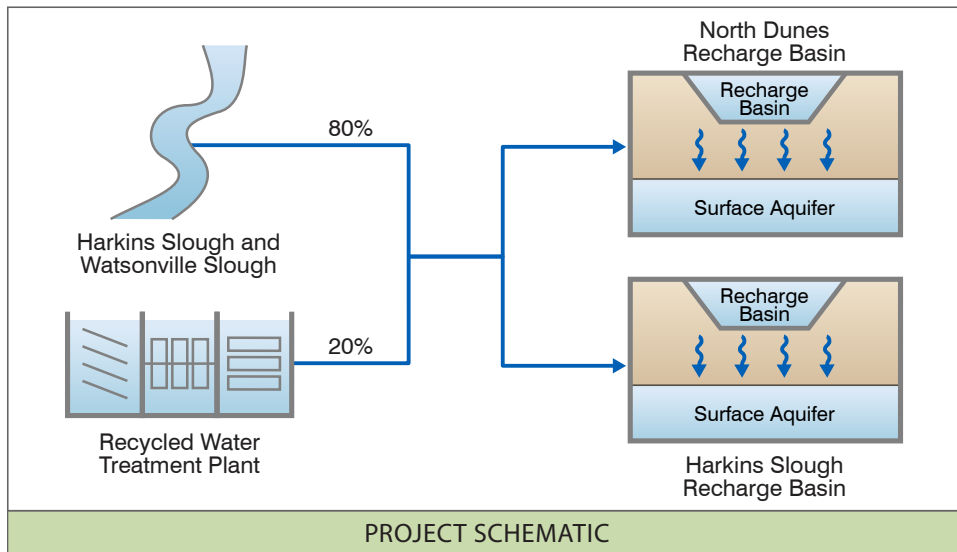 80%
Harkins Slough and
Watsonville Slough
20%
Recycled Water
Treatment Plant
North Dunes
Recharge Basin
Recharge
Basin
Surface Aquifer
Recharge
Basin
Surface Aquifer
Harkins Slough
Recharge Basin
PROJECT SCHEMATIC